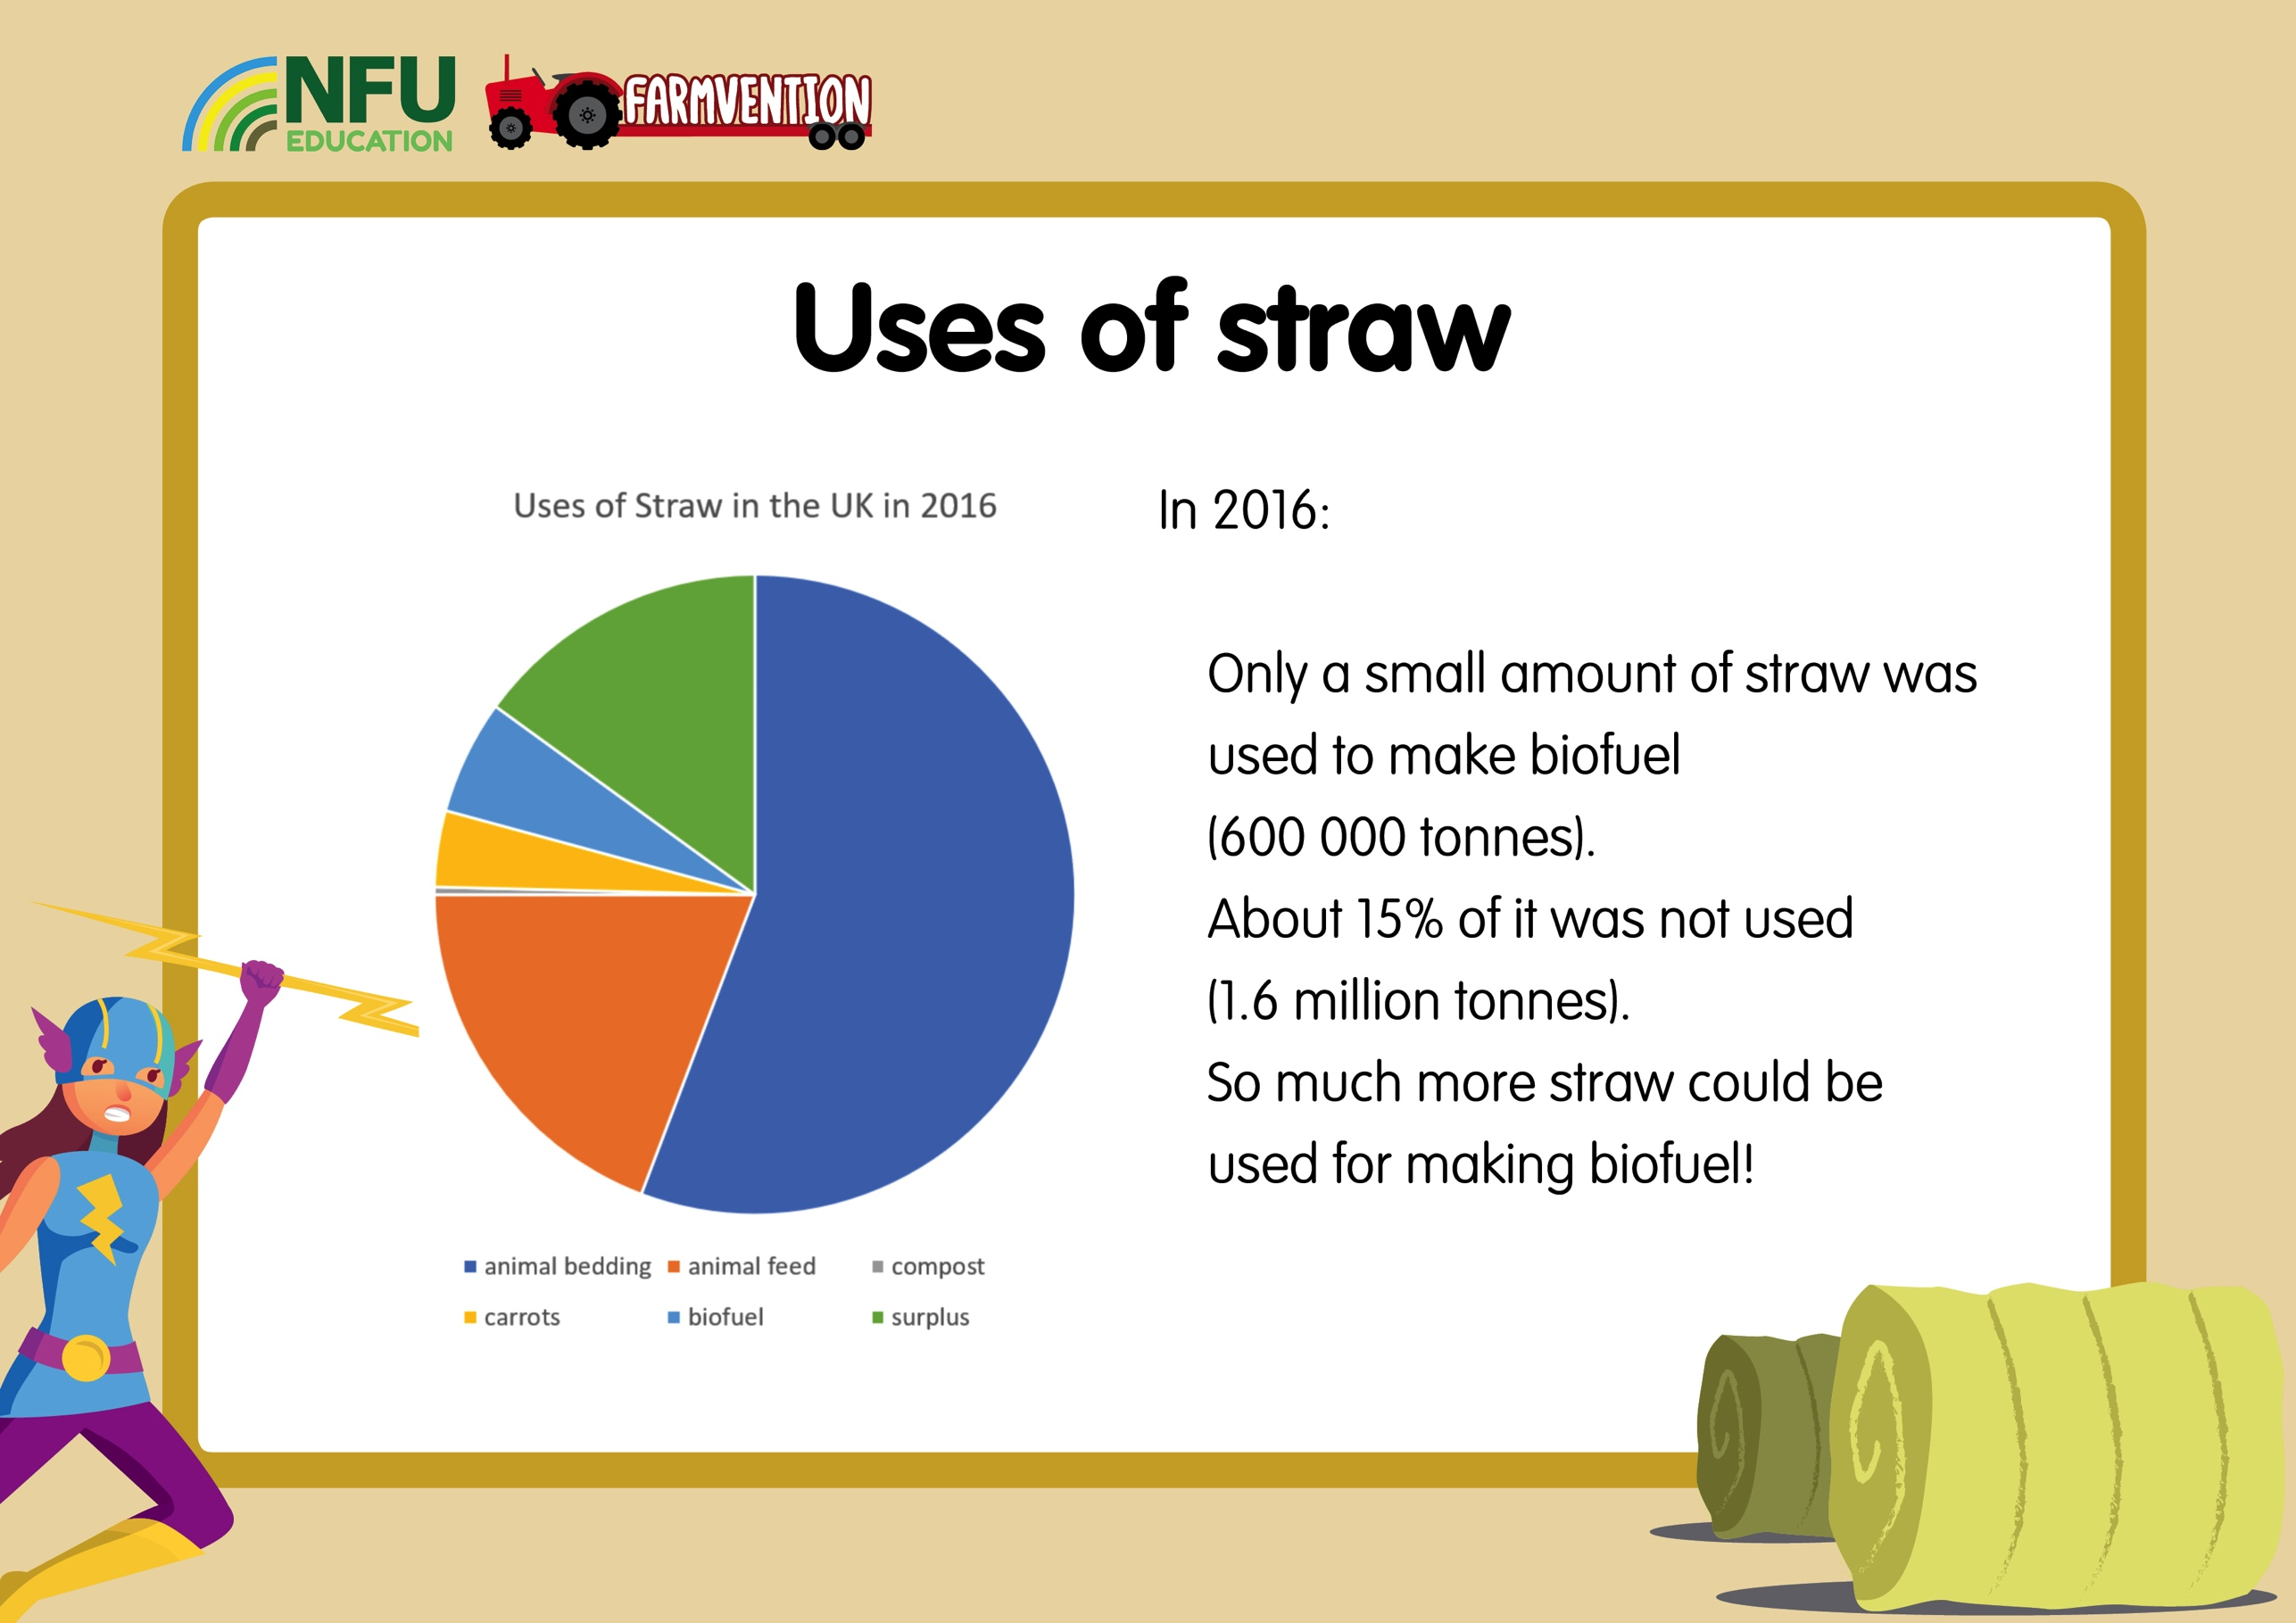 NFU
EDUCATION
FARMVENTION
Uses of straw
Uses of Straw in the UK in 2016
animal bedding animal feed compost
carrots biofuel surplus
In 2016:
Only a small amount of straw was
used to make biofuel
(600 000 tonnes).
About 15% of it was not used
(1.6 million tonnes).
So much more straw could be
used for making biofuel!